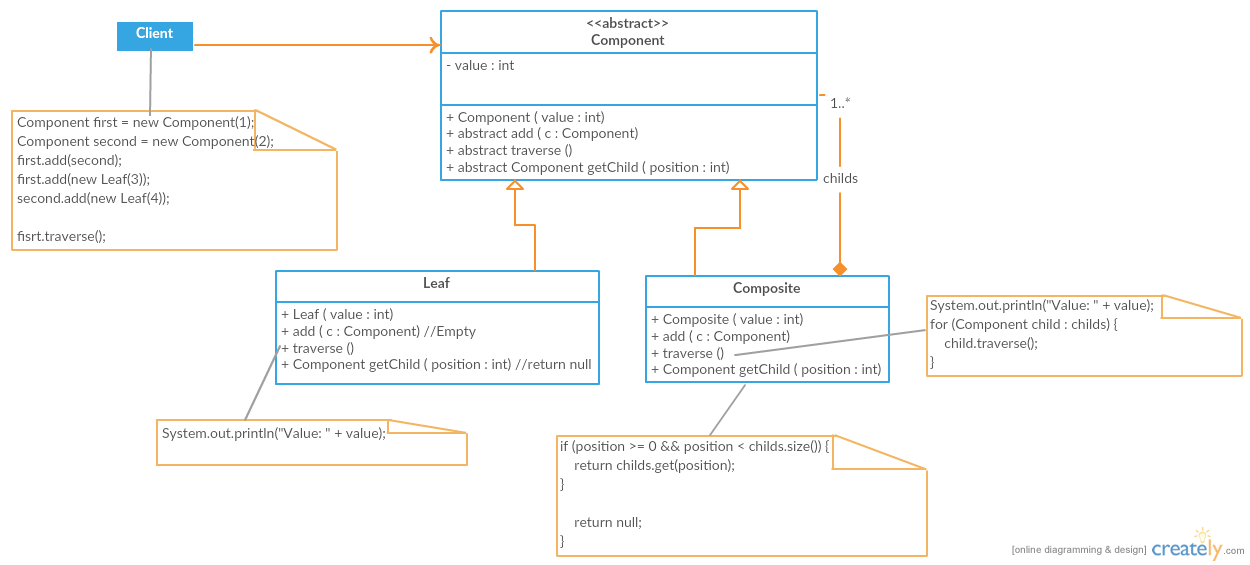 Client
<<abstract>>
Component
- value : int
+ Component ( value : int)
+ abstract add ( c : Component)
+ abstract traverse ()
+ abstract Component getChild ( position : int)
1..*
childs
Component first = new Component(1);
Component second = new Component(2);
first.add(second);
first.add(new Leaf(3));
second.add(new Leaf(4));
fisrt.traverse();
Leaf
+ Leaf ( value : int)
+ add ( c : Component) //Empty
+ traverse ()
+ Component getChild ( position : int) //return null
Composite
+ Composite ( value : int)
+ add ( c : Component)
+ traverse ()
+ Component getChild ( position : int)
System.out.println("Value: " + value);
for (Component child : childs) {
child.traverse();
}
System.out.println("Value: " + value);
if (position >= 0 && position < childs.size()) {
return childs.get(position);
}
return null;
}
[online diagramming & design] creately.com